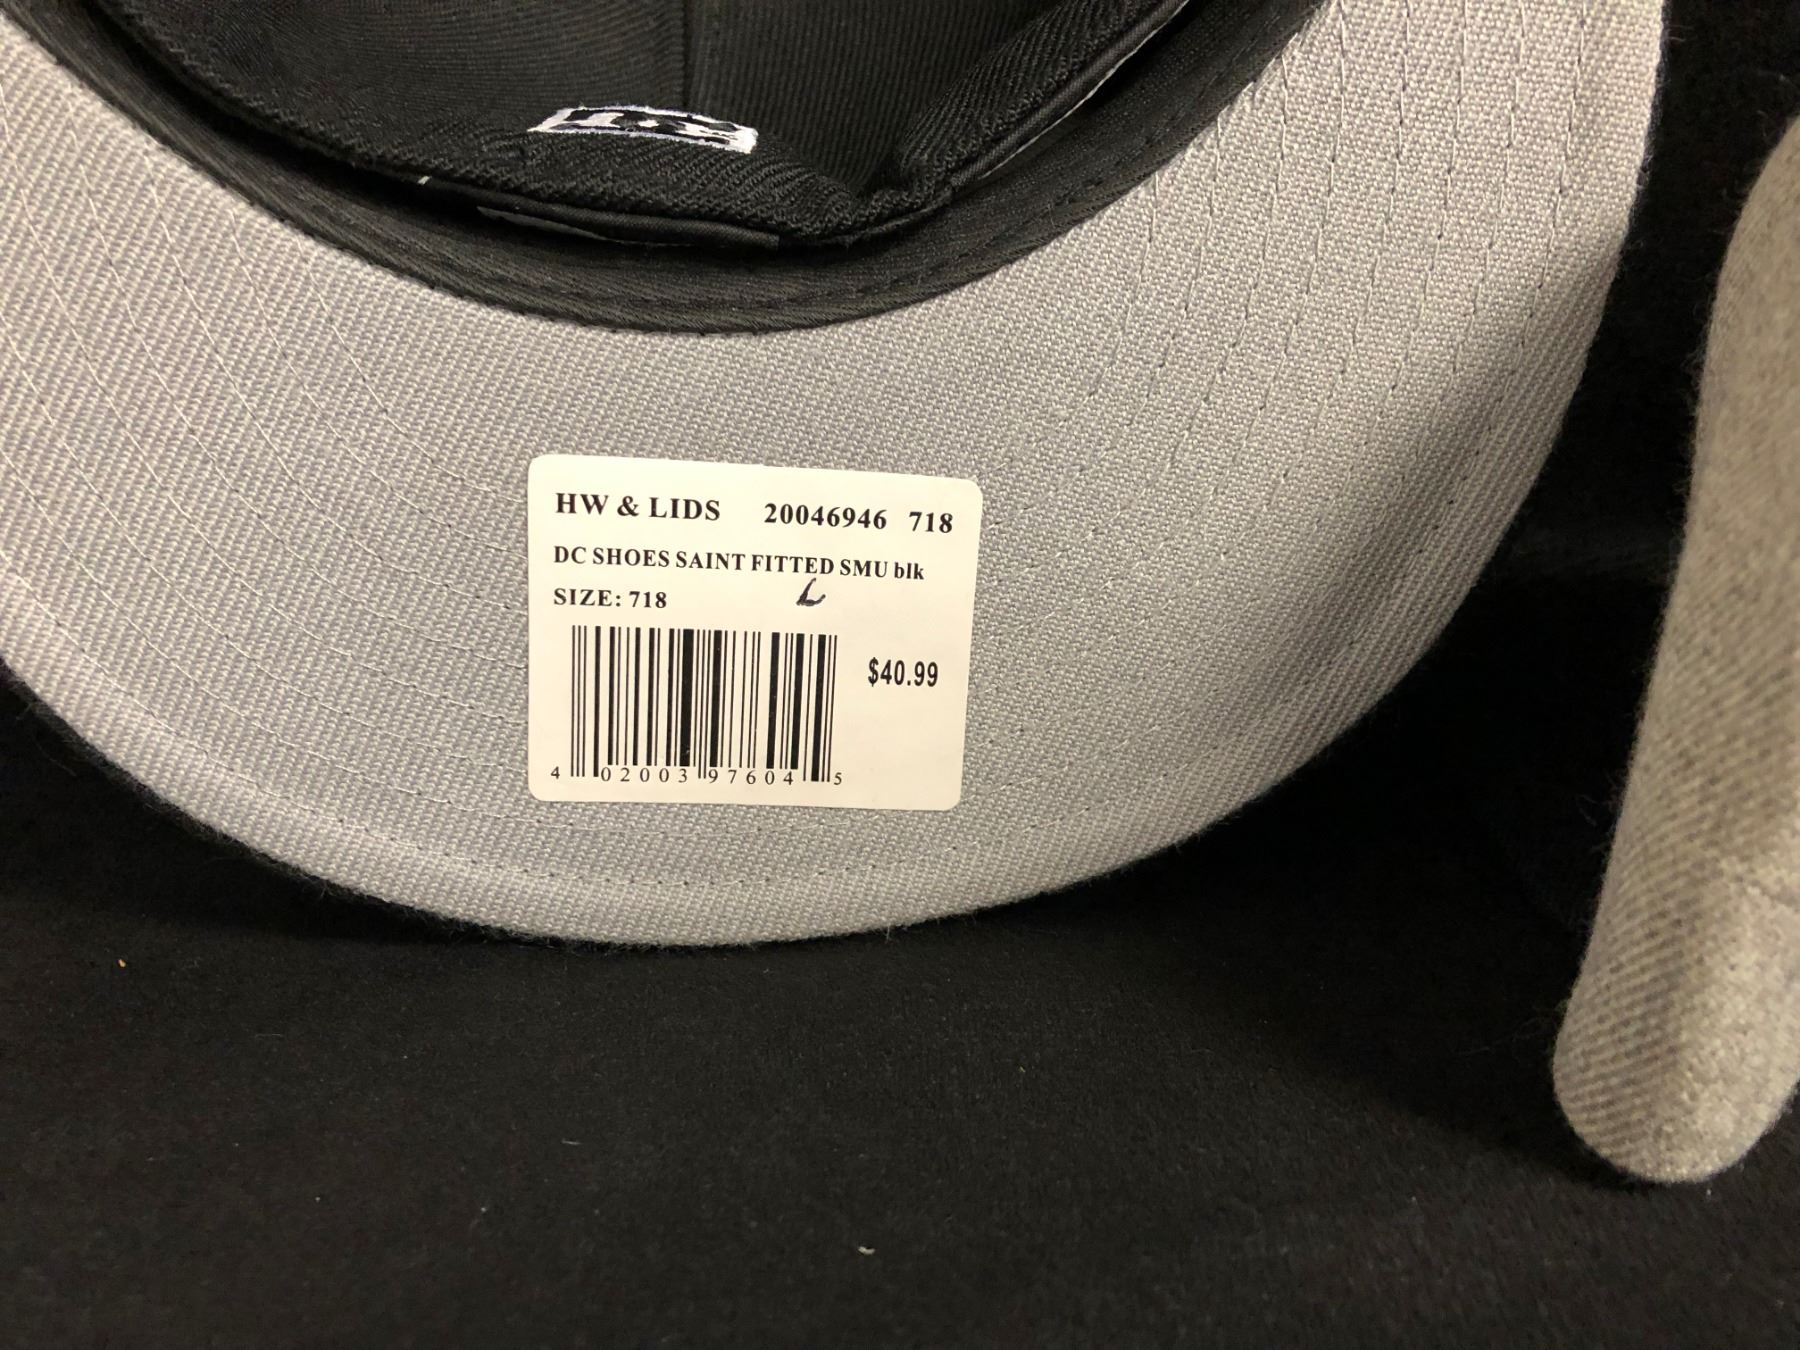 HW & LIDS 20046946 718
DC SHOES SAINT FITTED SMU blk
SIZE: 718 L
$40.99
4 02003 97604 5